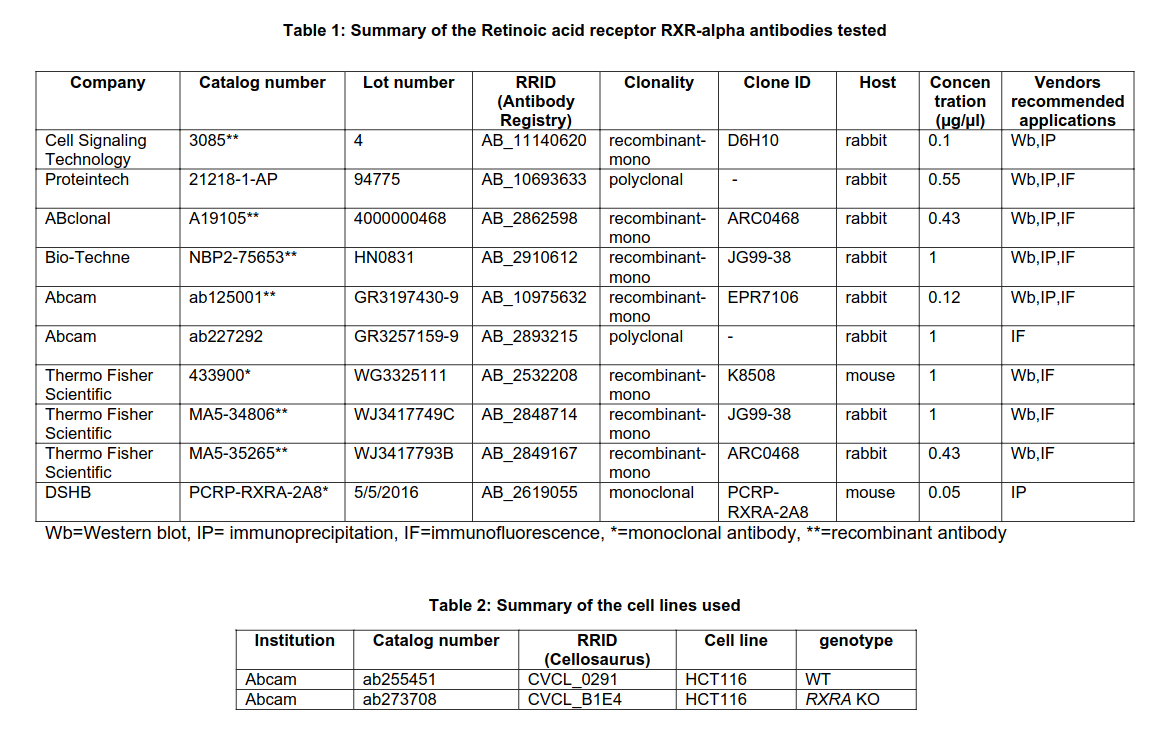 Table 1: Summary of the Retinoic acid receptor RXR-alpha antibodies tested
Company Catalog number Lot number RRID (Antibody Registry) Clonality Clone ID Host Concen tration (µg/µl) Vendors recommended applications
Cell Signaling Technology 3085** 4 AB_11140620 recombinant-mono D6H10 rabbit 0.1 Wb,IP
Proteintech 21218-1-AP 94775 AB_10693633 polyclonal - rabbit 0.55 Wb,IP,IF
ABclonal A19105** 4000000468 AB_2862598 recombinant-mono ARC0468 rabbit 0.43 Wb,IP,IF
Bio-Techne NBP2-75653** HN0831 AB_2910612 recombinant-mono JG99-38 rabbit 1 Wb,IP,IF
Abcam ab125001** GR3197430-9 AB_10975632 recombinant-mono EPR7106 rabbit 0.12 Wb,IP,IF
Abcam ab227292 GR3257159-9 AB_2893215 polyclonal - rabbit 1 IF
Thermo Fisher Scientific 433900* WG3325111 AB_2532208 recombinant-mono K8508 mouse 1 Wb,IF
Thermo Fisher Scientific MA5-34806** WJ3417749C AB_2848714 recombinant-mono JG99-38 rabbit 1 Wb,IF
Thermo Fisher Scientific MA5-35265** WJ3417793B AB_2849167 recombinant-mono ARC0468 rabbit 0.43 Wb,IF
DSHB PCRP-RXRA-2A8* 5/5/2016 AB_2619055 monoclonal PCRP-RXRA-2A8 mouse 0.05 IP
Wb=Western blot, IP= immunoprecipitation, IF=immunofluorescence, *=monoclonal antibody, **=recombinant antibody
Table 2: Summary of the cell lines used
Institution Catalog number RRID (Cellosaurus) Cell line genotype
Abcam ab255451 CVCL_0291 HCT116 WT
Abcam ab273708 CVCL_B1E4 HCT116 RXRA KO